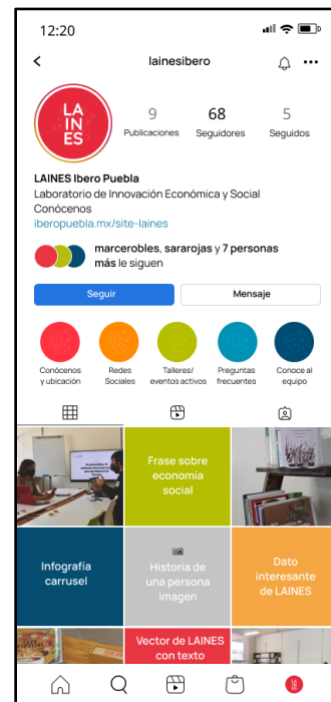 12:20
lainesibero
LA
IN
ES
9
68
5
Publicaciones
Seguidores
Seguidos
LAINES Ibero Puebla
Laboratorio de Innovación Económica y Social
Conócenos
iberopuebla.mx/site-laines
marcerobles, sararojas y 7 personas
más le siguen
Seguir
Mensaje
Conócenos
y ubicación
Redes
Sociales
Talleres/
eventos activos
Preguntas
frecuentes
Conoce al
equipo
Frase sobre
economía
social
Infografía
carrusel
Historia de
una persona
imagen
Dato
interesante
de LAINES
Vector de LAINES
con texto